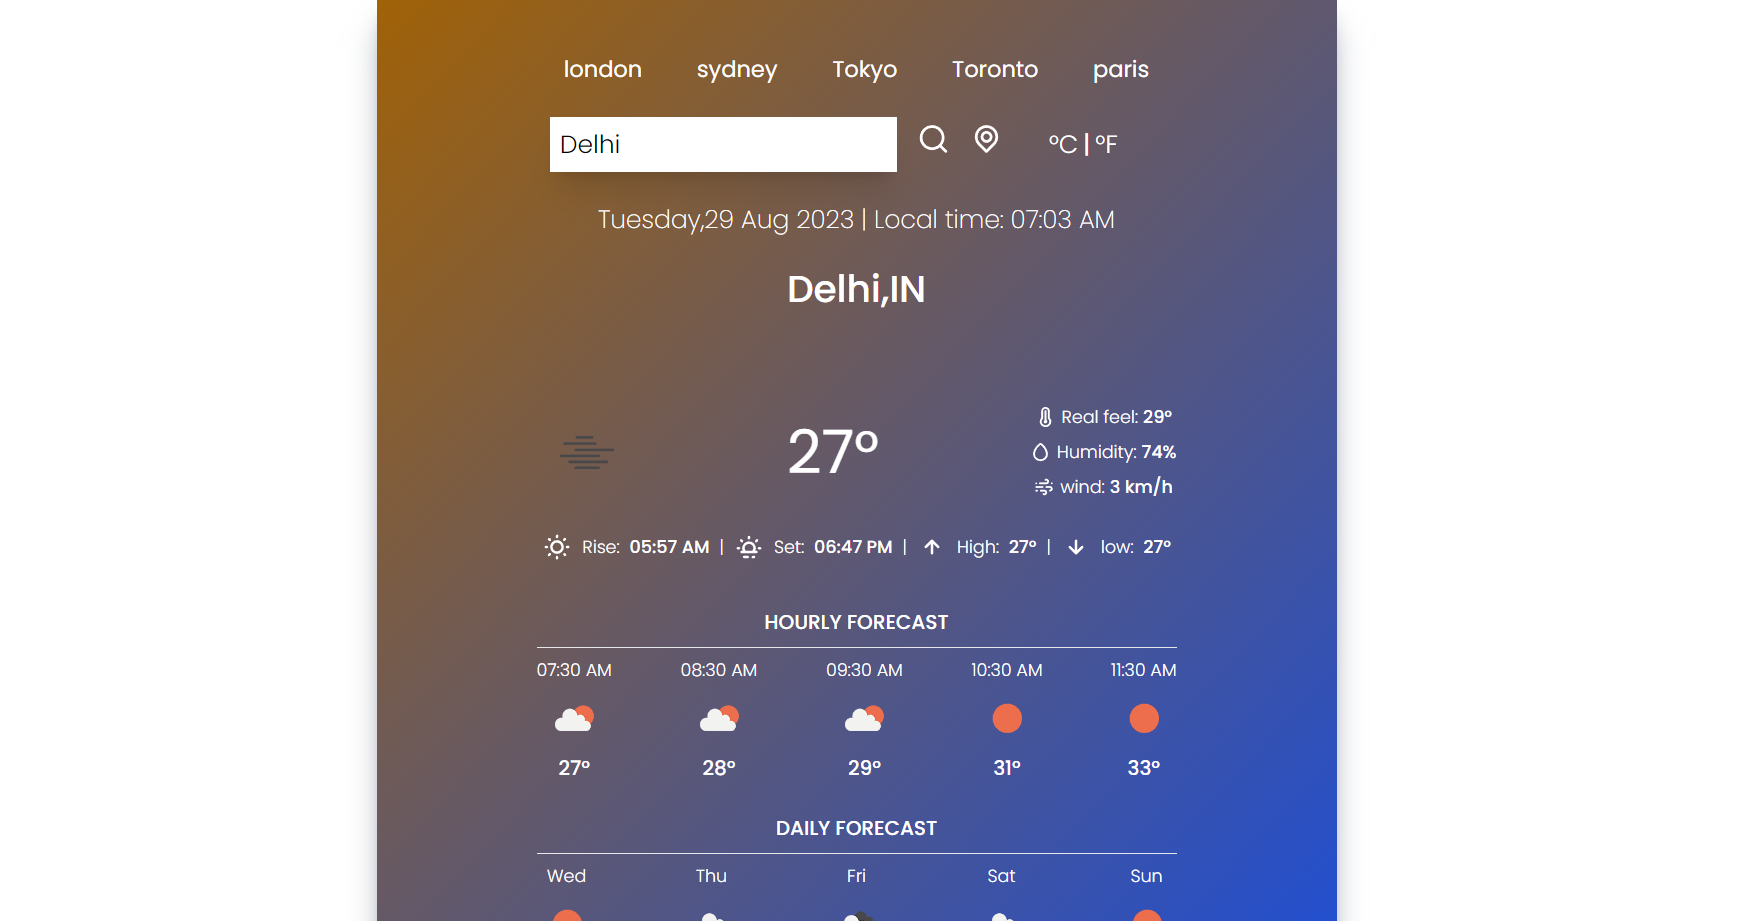 london sydney Tokyo Toronto paris
Delhi °C | °F
Tuesday,29 Aug 2023 | Local time: 07:03 AM
Delhi,IN
27°
Real feel: 29°
Humidity: 74%
wind: 3 km/h
Rise: 05:57 AM | Set: 06:47 PM | High: 27° | low: 27°
HOURLY FORECAST
07:30 AM 08:30 AM 09:30 AM 10:30 AM 11:30 AM
27° 28° 29° 31° 33°
DAILY FORECAST
Wed Thu Fri Sat Sun